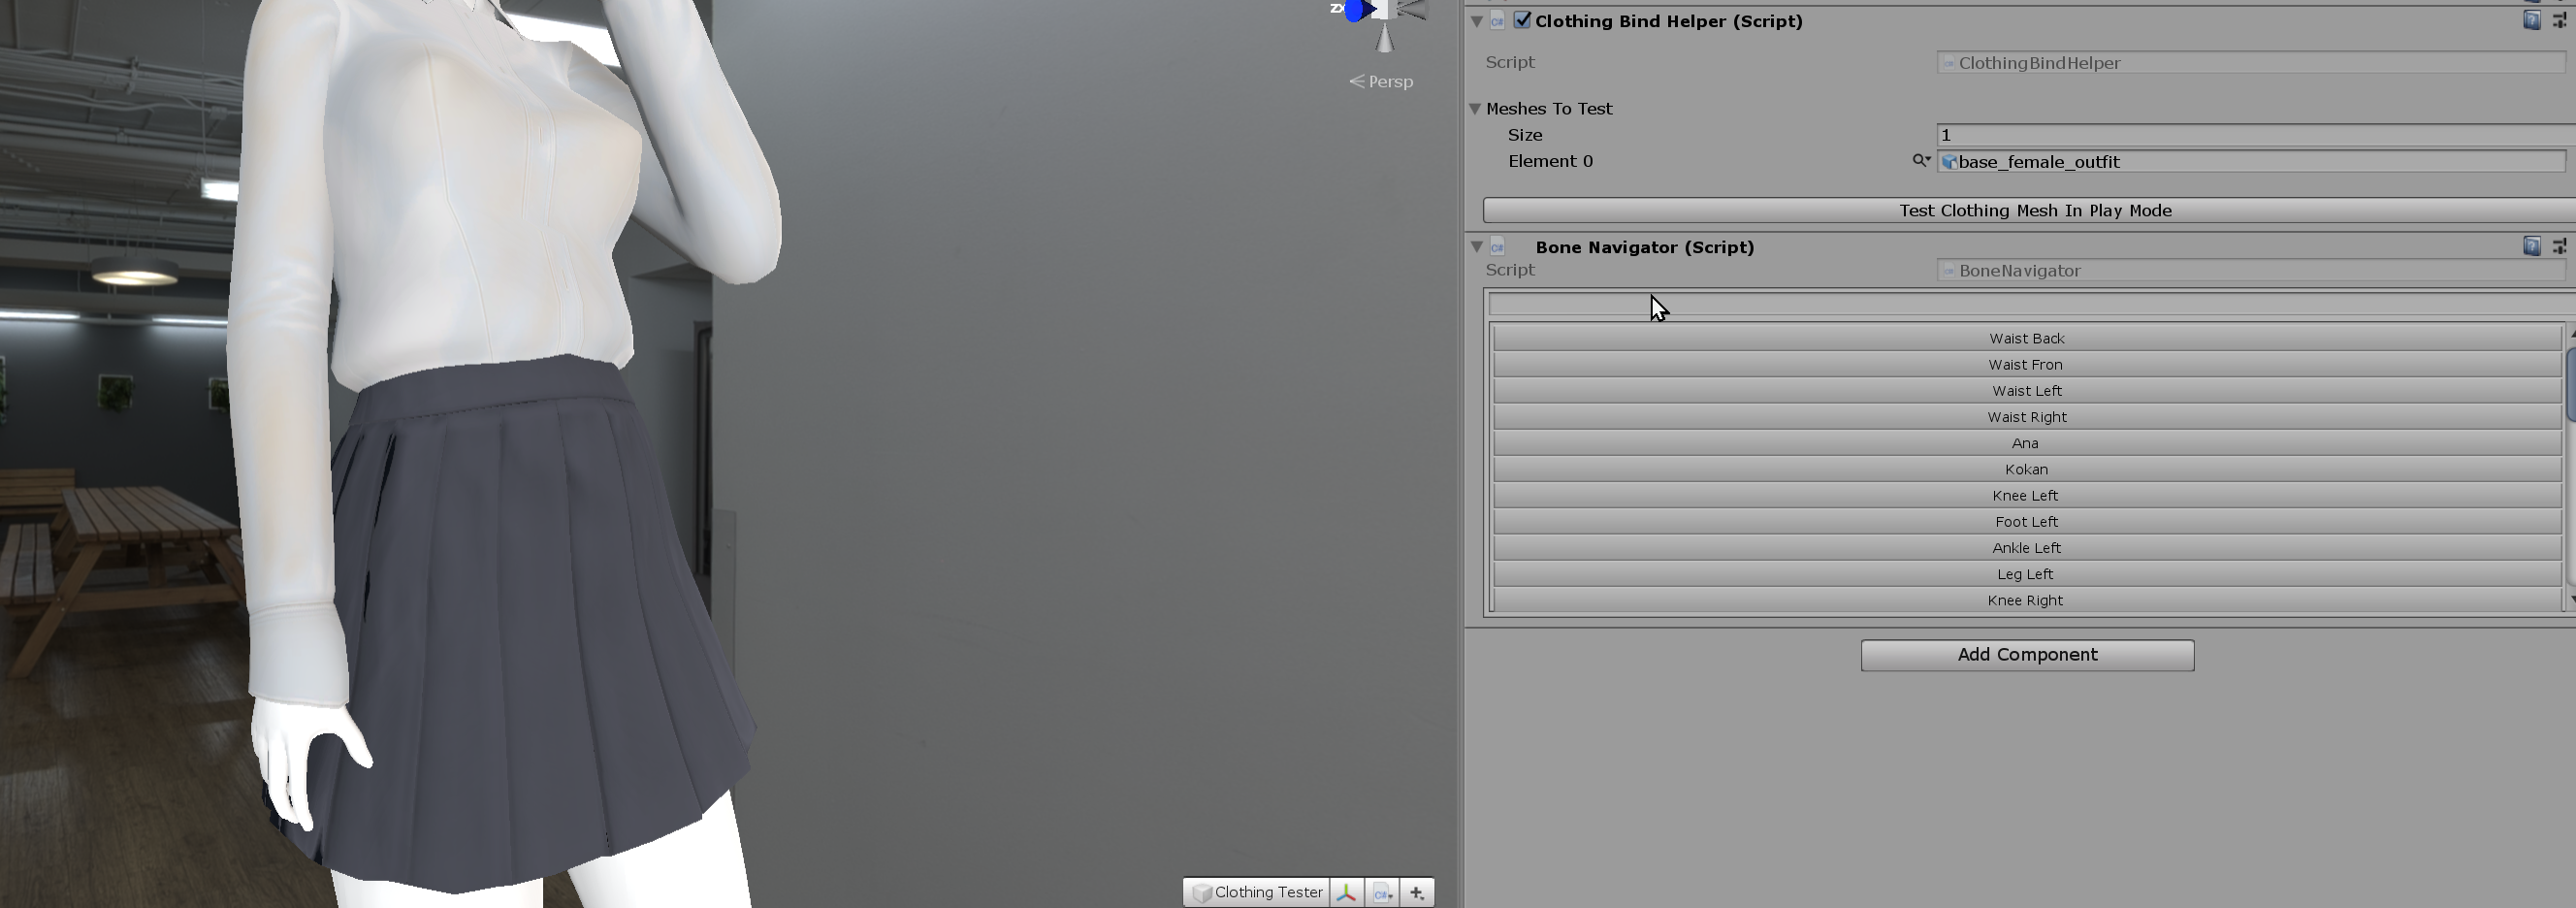 Persp
Clothing Tester
Clothing Bind Helper (Script)
Script ClothingBindHelper
Meshes To Test
Size 1
Element 0 base_female_outfit
Test Clothing Mesh In Play Mode
Bone Navigator (Script)
Script BoneNavigator
Waist Back
Waist Fron
Waist Left
Waist Right
Ana
Kokan
Knee Left
Foot Left
Ankle Left
Leg Left
Knee Right
Add Component